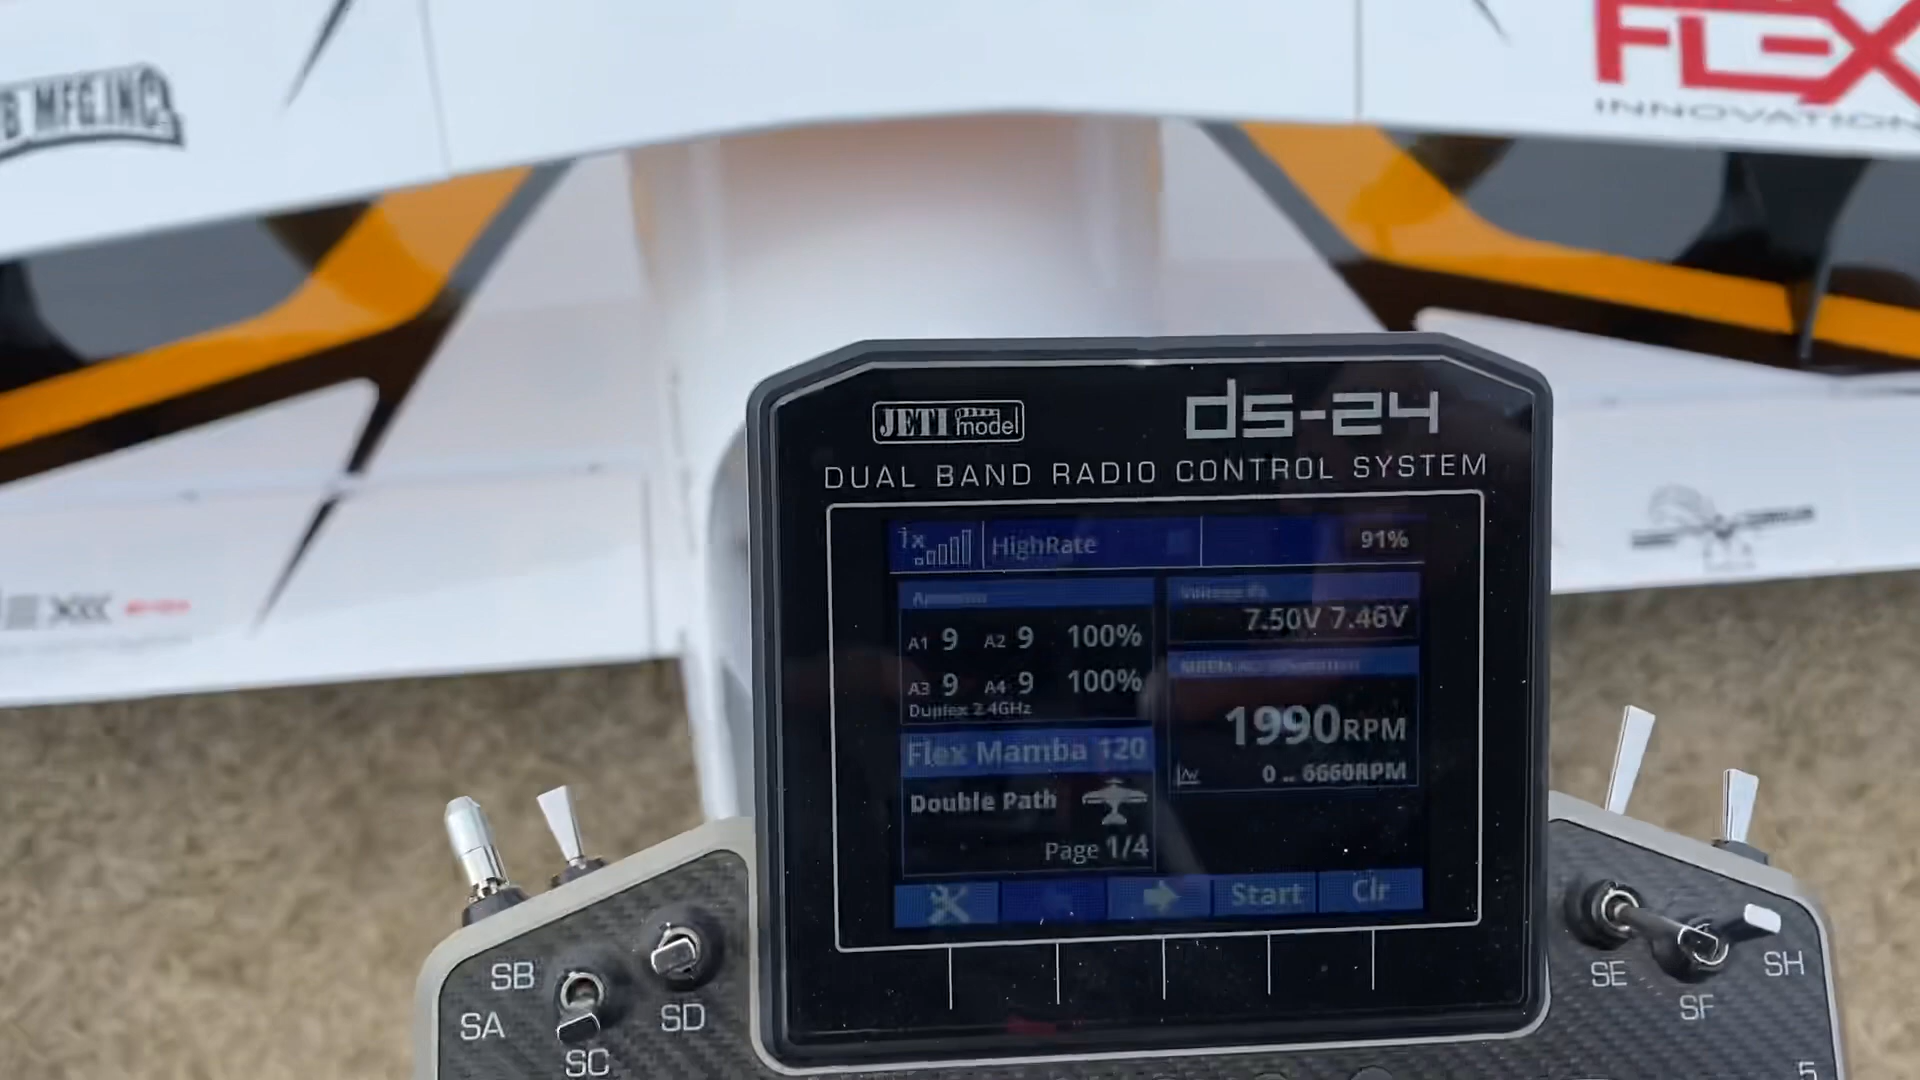 B MFG.INC.
FLEX
INNOVATION
JETI model
ds-24
DUAL BAND RADIO CONTROL SYSTEM
1x HighRate 91%
7.50V 7.46V
A1 9 A2 9 100%
A3 9 A4 9 100%
Duplex 2.4GHz
1990RPM
0 .. 6660RPM
Flex Mamba 120
Double Path
Page 1/4
Start Clr
SB
SA
SC
SD
SE
SF
SH
5